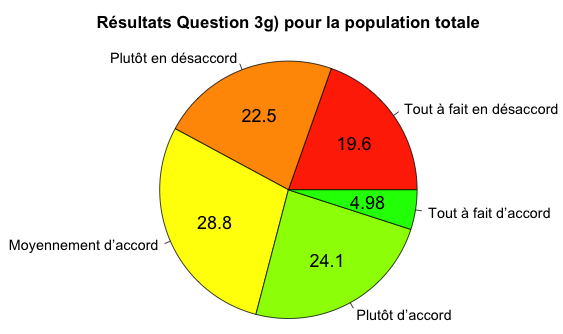 Résultats Question 3g) pour la population totale
Plutôt en désaccord
22.5
Tout à fait en désaccord
19.6
4.98
Tout à fait d’accord
28.8
Moyennement d’accord
24.1
Plutôt d’accord